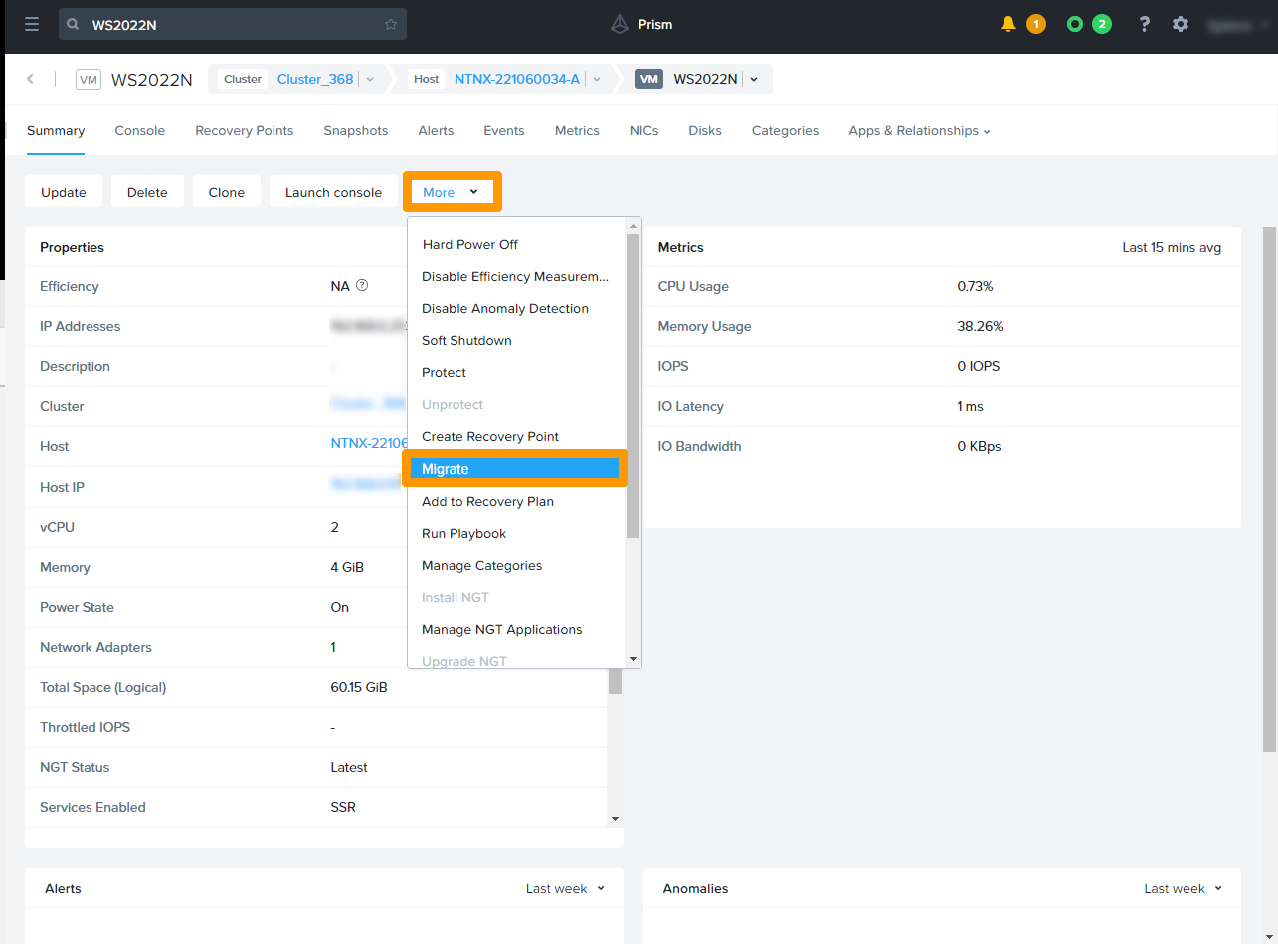 WS2022N
Prism
1
2
?
VM WS2022N Cluster Cluster_368 Host NTNX-221060034-A VM WS2022N
Summary Console Recovery Points Snapshots Alerts Events Metrics NICs Disks Categories Apps & Relationships
Update Delete Clone Launch console More
Hard Power Off
Disable Efficiency Measurem...
Disable Anomaly Detection
Soft Shutdown
Protect
Unprotect
Create Recovery Point
Migrate
Add to Recovery Plan
Run Playbook
Manage Categories
Install NGT
Manage NGT Applications
Upgrade NGT
Properties
Efficiency NA ?
IP Addresses
Description
Cluster
Host NTNX-22106
Host IP
vCPU 2
Memory 4 GiB
Power State On
Network Adapters 1
Total Space (Logical) 60.15 GiB
Throttled IOPS -
NGT Status Latest
Services Enabled SSR
Metrics Last 15 mins avg
CPU Usage 0.73%
Memory Usage 38.26%
IOPS 0 IOPS
IO Latency 1 ms
IO Bandwidth 0 KBps
Alerts Last week
Anomalies Last week